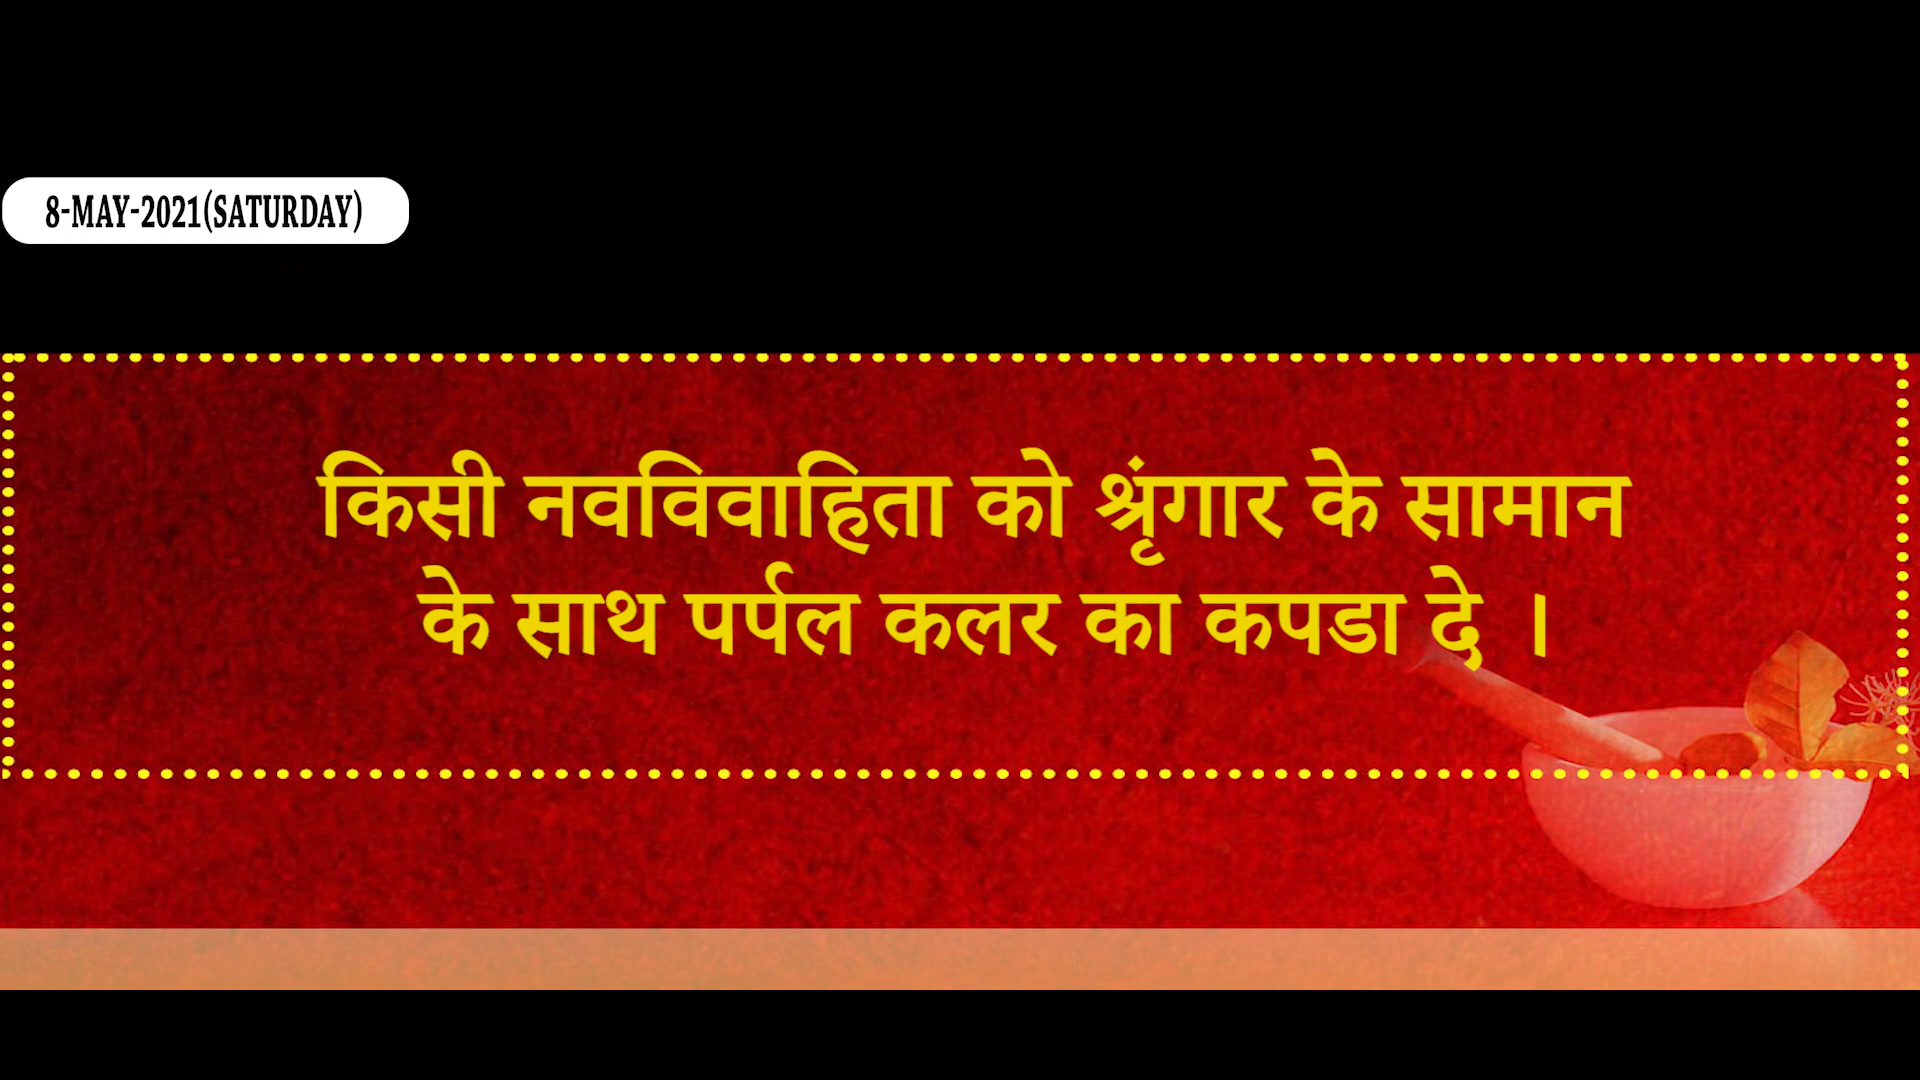 8-MAY-2021(SATURDAY)
किसी नवविवाहिता को श्रृंगार के सामान
के साथ पर्पल कलर का कपडा दे ।